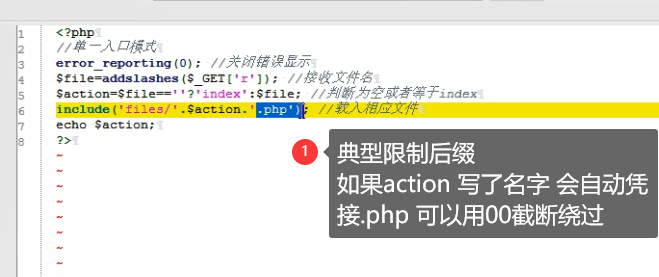 1 <?php
2 //单一入口模式
3 error_reporting(0); //关闭错误显示
4 $file=addslashes($_GET['r']); //接收文件名
5 $action=$file==''?'index':$file; //判断为空或者等于index
6 include('files/'.$action.'.php'); //载入相应文件
7 echo $action;
8 ?>
~
~
~
~
~
~
~
~
1
典型限制后缀
如果action 写了名字 会自动凭
接.php 可以用00截断绕过